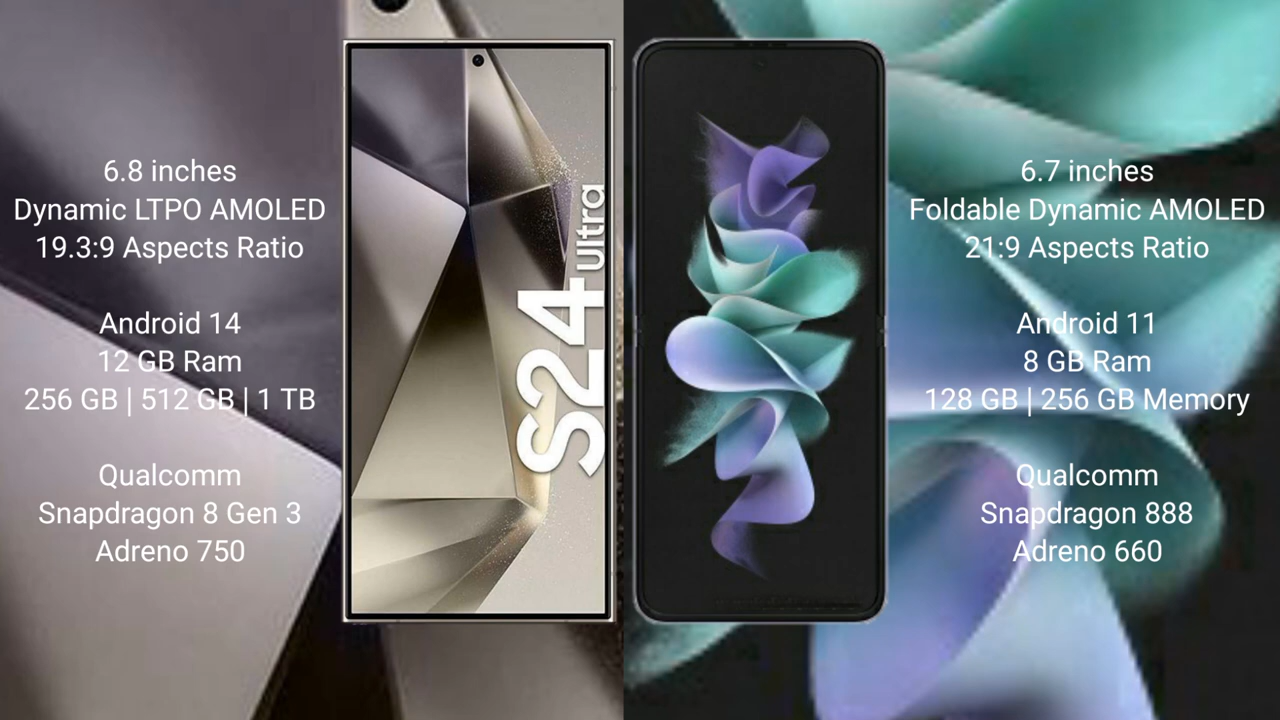 6.8 inches
Dynamic LTPO AMOLED
19.3:9 Aspects Ratio
Android 14
12 GB Ram
256 GB | 512 GB | 1 TB
Qualcomm
Snapdragon 8 Gen 3
Adreno 750
S24 ultra
6.7 inches
Foldable Dynamic AMOLED
21:9 Aspects Ratio
Android 11
8 GB Ram
128 GB | 256 GB Memory
Qualcomm
Snapdragon 888
Adreno 660